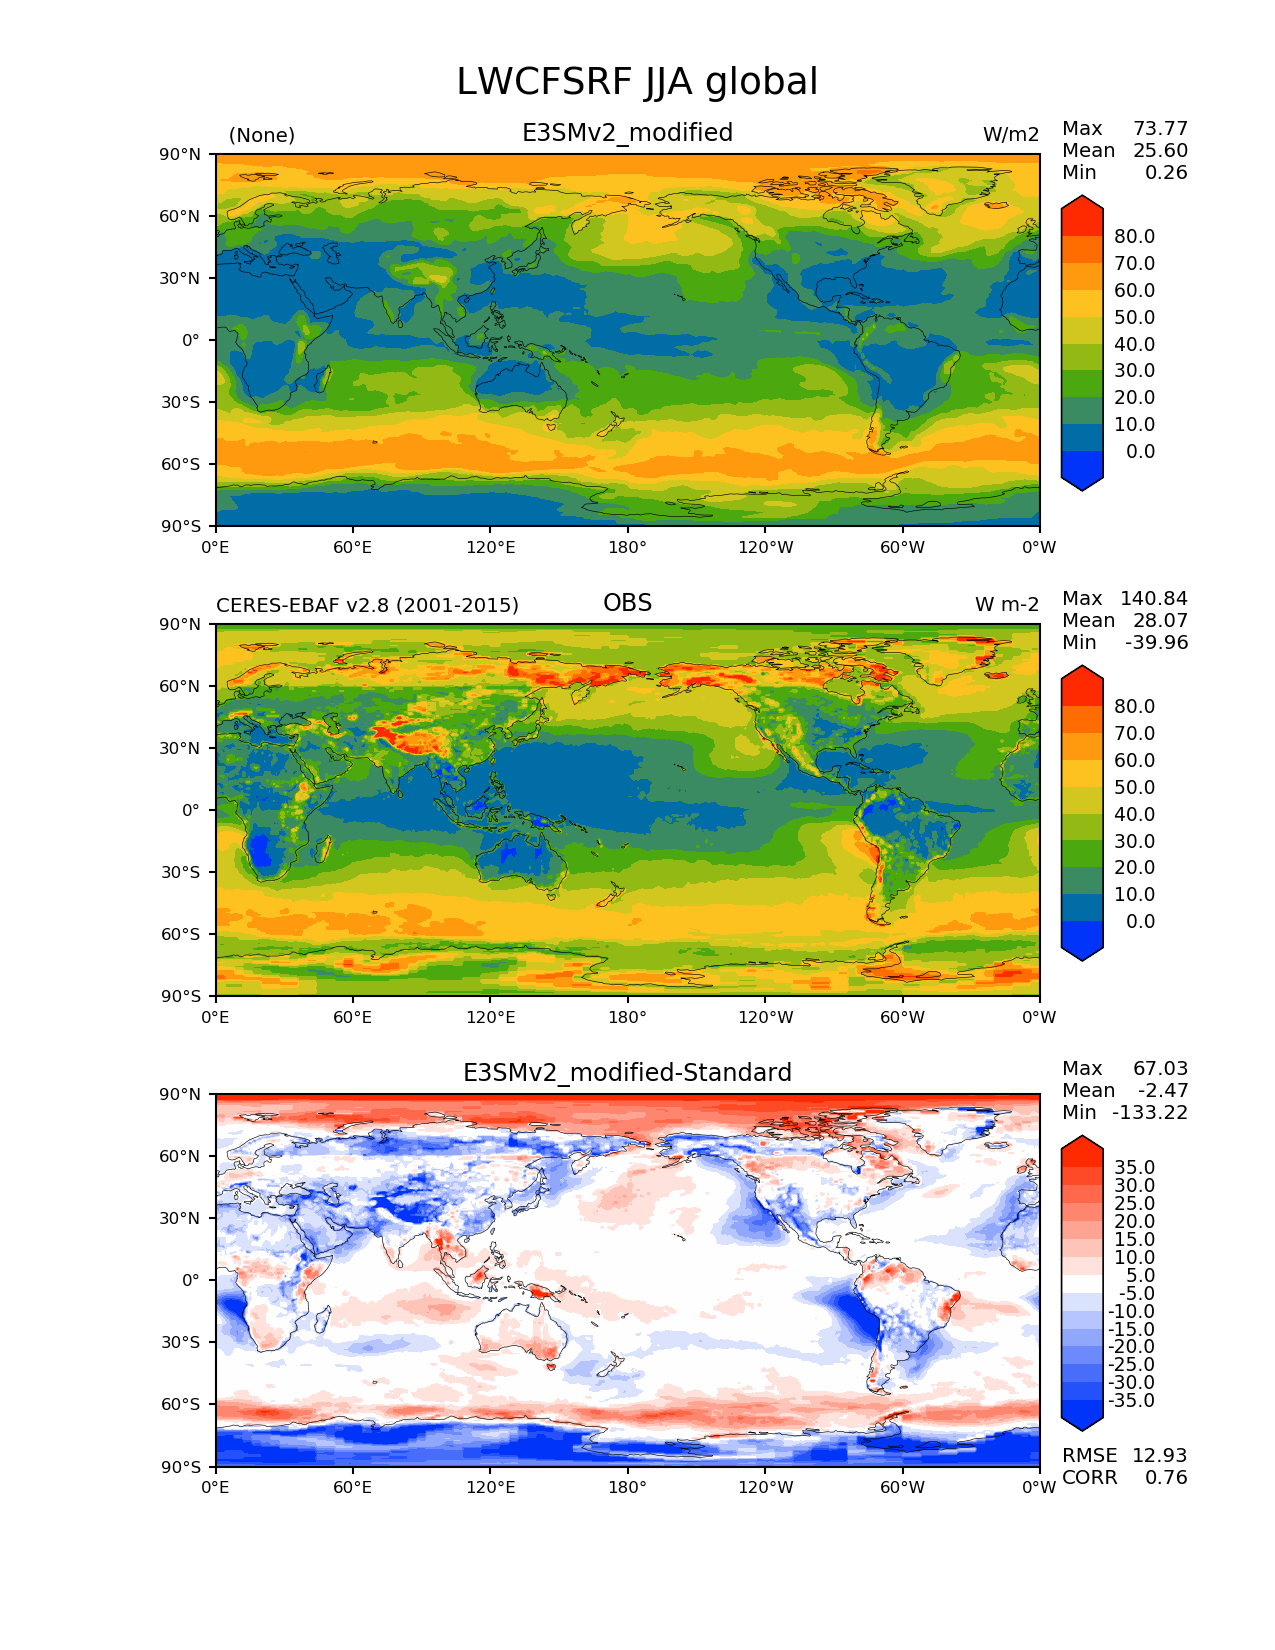 LWCFSRF JJA global
(None) E3SMv2_modified W/m2
Max 73.77
Mean 25.60
Min 0.26
90°N
60°N
30°N
0°
30°S
60°S
90°S
0°E 60°E 120°E 180° 120°W 60°W 0°W
80.0
70.0
60.0
50.0
40.0
30.0
20.0
10.0
0.0
CERES-EBAF v2.8 (2001-2015) OBS W m-2
Max 140.84
Mean 28.07
Min -39.96
90°N
60°N
30°N
0°
30°S
60°S
90°S
0°E 60°E 120°E 180° 120°W 60°W 0°W
80.0
70.0
60.0
50.0
40.0
30.0
20.0
10.0
0.0
E3SMv2_modified-Standard
Max 67.03
Mean -2.47
Min -133.22
90°N
60°N
30°N
0°
30°S
60°S
90°S
0°E 60°E 120°E 180° 120°W 60°W 0°W
35.0
30.0
25.0
20.0
15.0
10.0
5.0
-5.0
-10.0
-15.0
-20.0
-25.0
-30.0
-35.0
RMSE 12.93
CORR 0.76